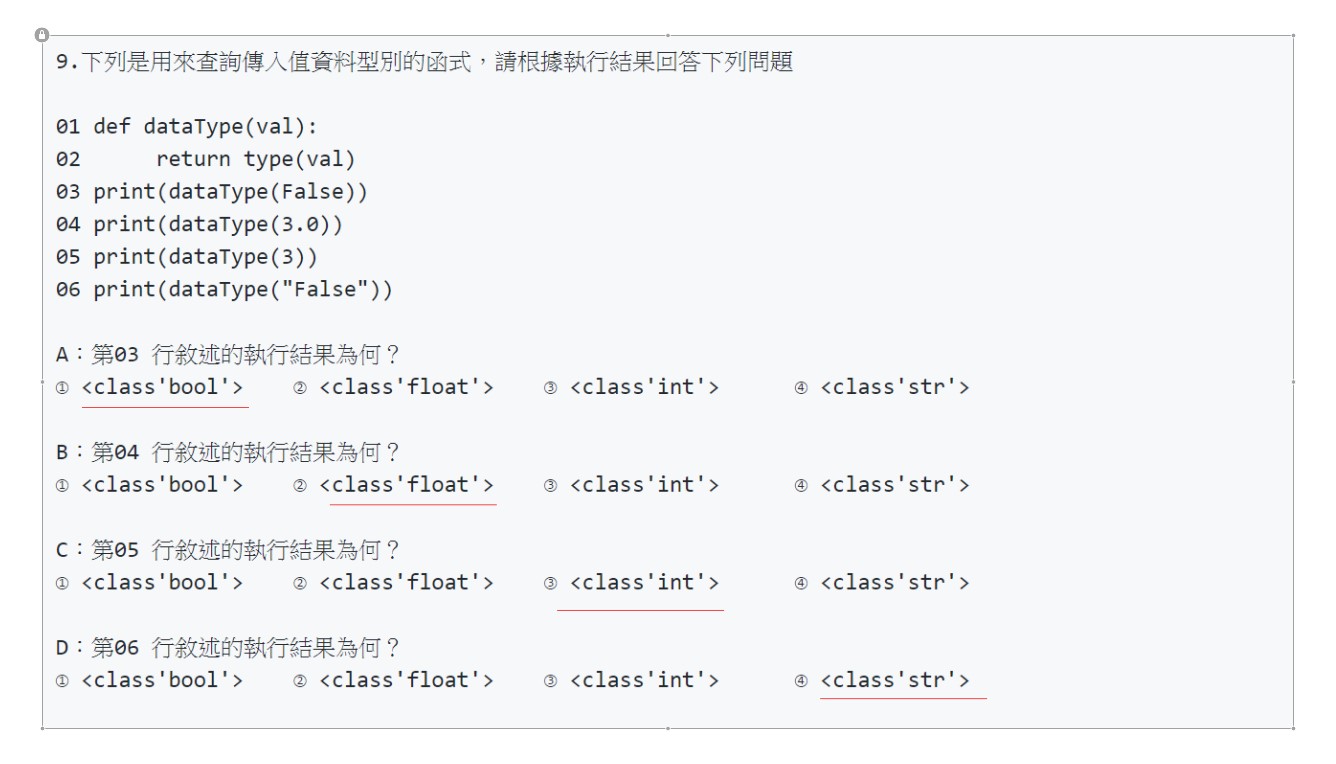 9.下列是用來查詢傳入值資料型別的函式，請根據執行結果回答下列問題
01 def dataType(val):
02      return type(val)
03 print(dataType(False))
04 print(dataType(3.0))
05 print(dataType(3))
06 print(dataType("False"))
A：第03 行敘述的執行結果為何？
① <class'bool'>    ② <class'float'>    ③ <class'int'>      ④ <class'str'>
B：第04 行敘述的執行結果為何？
① <class'bool'>    ② <class'float'>    ③ <class'int'>      ④ <class'str'>
C：第05 行敘述的執行結果為何？
① <class'bool'>    ② <class'float'>    ③ <class'int'>      ④ <class'str'>
D：第06 行敘述的執行結果為何？
① <class'bool'>    ② <class'float'>    ③ <class'int'>      ④ <class'str'>